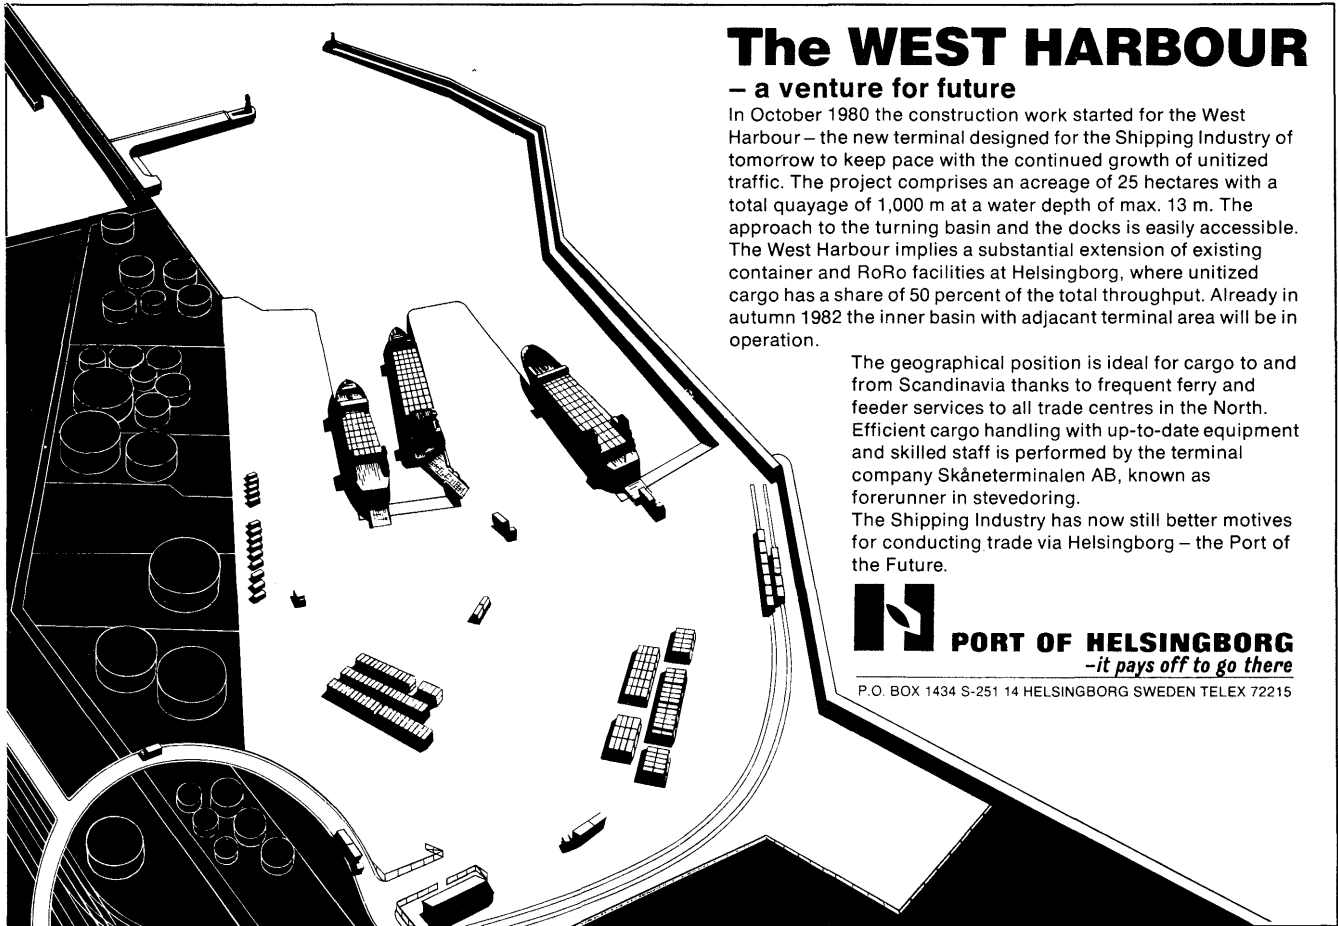 The WEST HARBOUR
– a venture for future
In October 1980 the construction work started for the West
Harbour – the new terminal designed for the Shipping Industry of
tomorrow to keep pace with the continued growth of unitized
traffic. The project comprises an acreage of 25 hectares with a
total quayage of 1,000 m at a water depth of max. 13 m. The
approach to the turning basin and the docks is easily accessible.
The West Harbour implies a substantial extension of existing
container and RoRo facilities at Helsingborg, where unitized
cargo has a share of 50 percent of the total throughput. Already in
autumn 1982 the inner basin with adjacant terminal area will be in
operation.
The geographical position is ideal for cargo to and
from Scandinavia thanks to frequent ferry and
feeder services to all trade centres in the North.
Efficient cargo handling with up-to-date equipment
and skilled staff is performed by the terminal
company Skåneterminalen AB, known as
forerunner in stevedoring.
The Shipping Industry has now still better motives
for conducting trade via Helsingborg – the Port of
the Future.
PORT OF HELSINGBORG
–it pays off to go there
P.O. BOX 1434 S-251 14 HELSINGBORG SWEDEN TELEX 72215